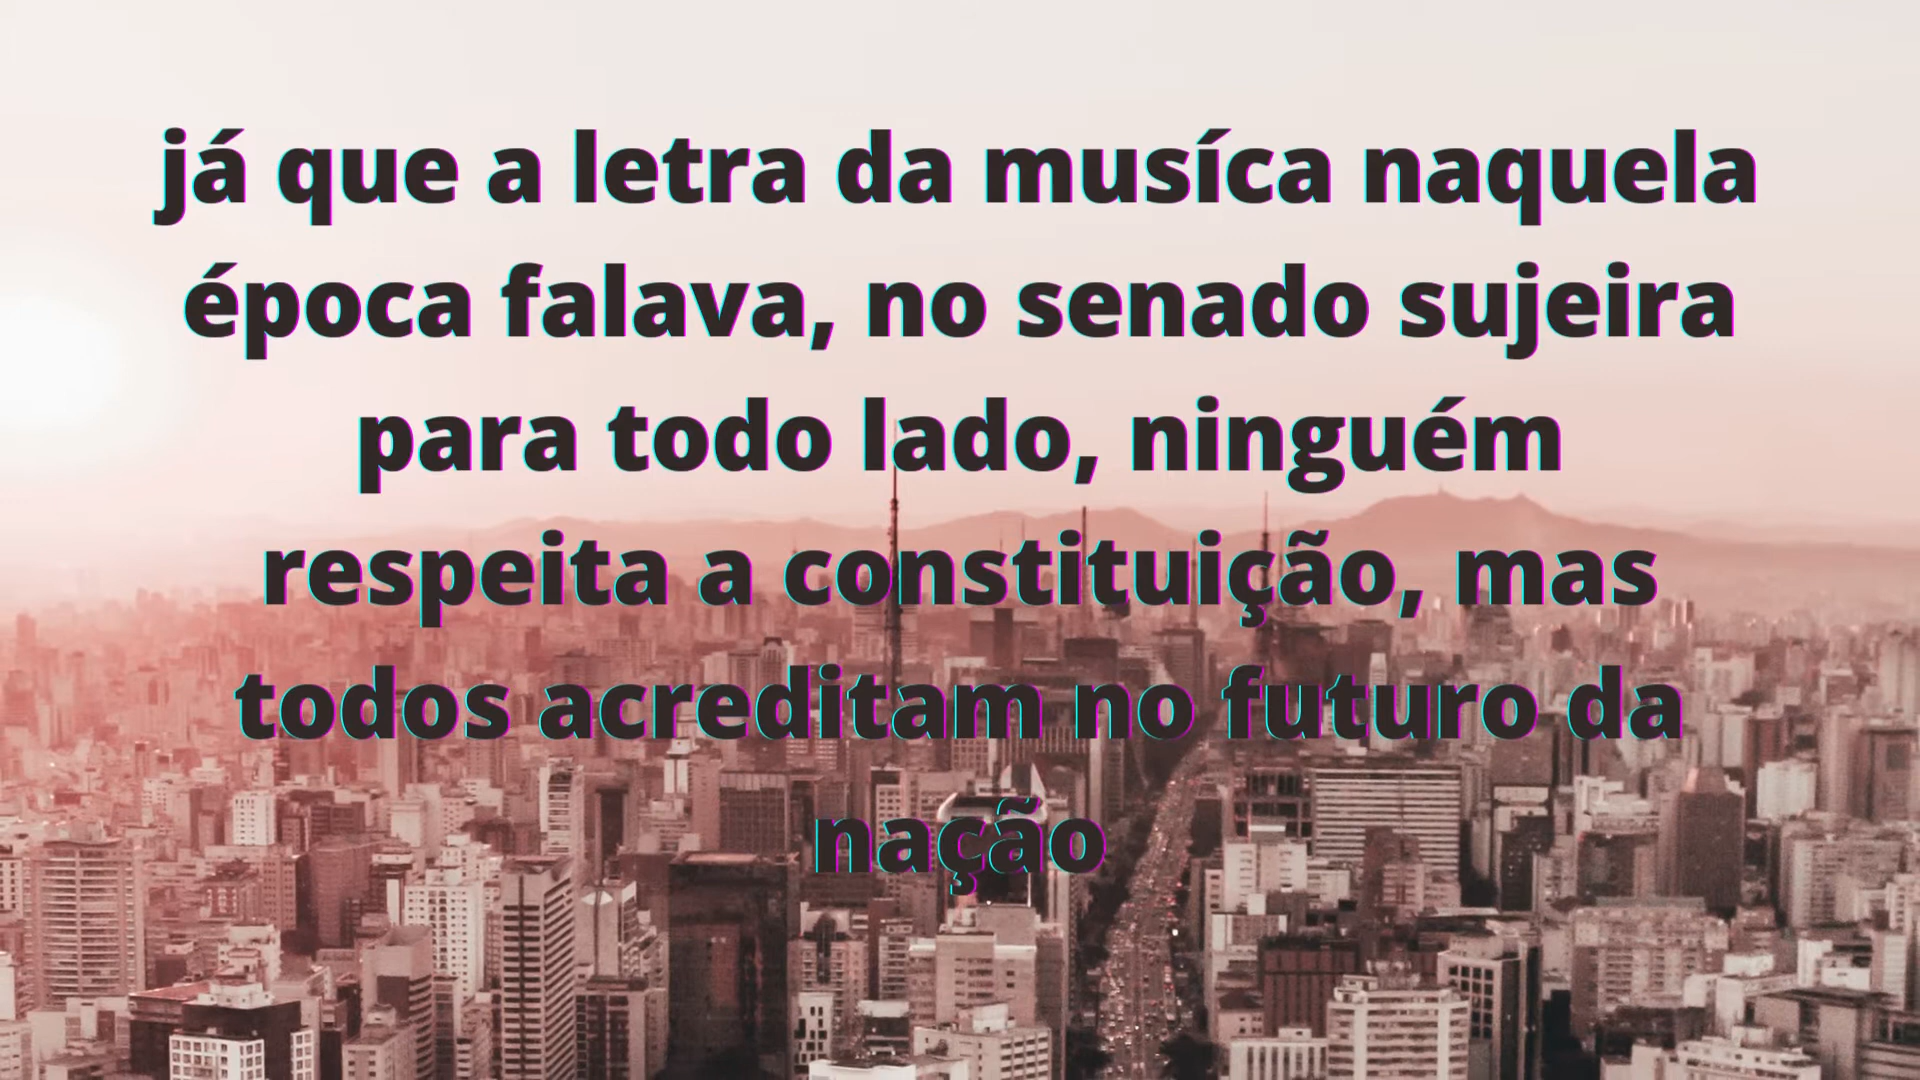 já que a letra da musíca naquela
época falava, no senado sujeira
para todo lado, ninguém
respeita a constituição, mas
todos acreditam no futuro da
nação